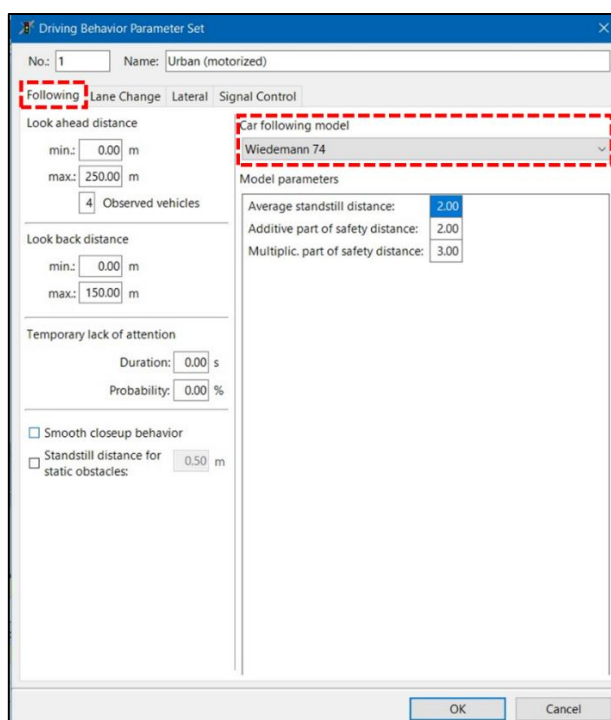 Driving Behavior Parameter Set
No.: 1 Name: Urban (motorized)
Following Lane Change Lateral Signal Control
Look ahead distance
min.: 0.00 m
max.: 250.00 m
4 Observed vehicles
Look back distance
min.: 0.00 m
max.: 150.00 m
Temporary lack of attention
Duration: 0.00 s
Probability: 0.00 %
Smooth closeup behavior
Standstill distance for
static obstacles: 0.50 m
Car following model
Wiedemann 74
Model parameters
Average standstill distance: 2.00
Additive part of safety distance: 2.00
Multiplic. part of safety distance: 3.00
OK Cancel